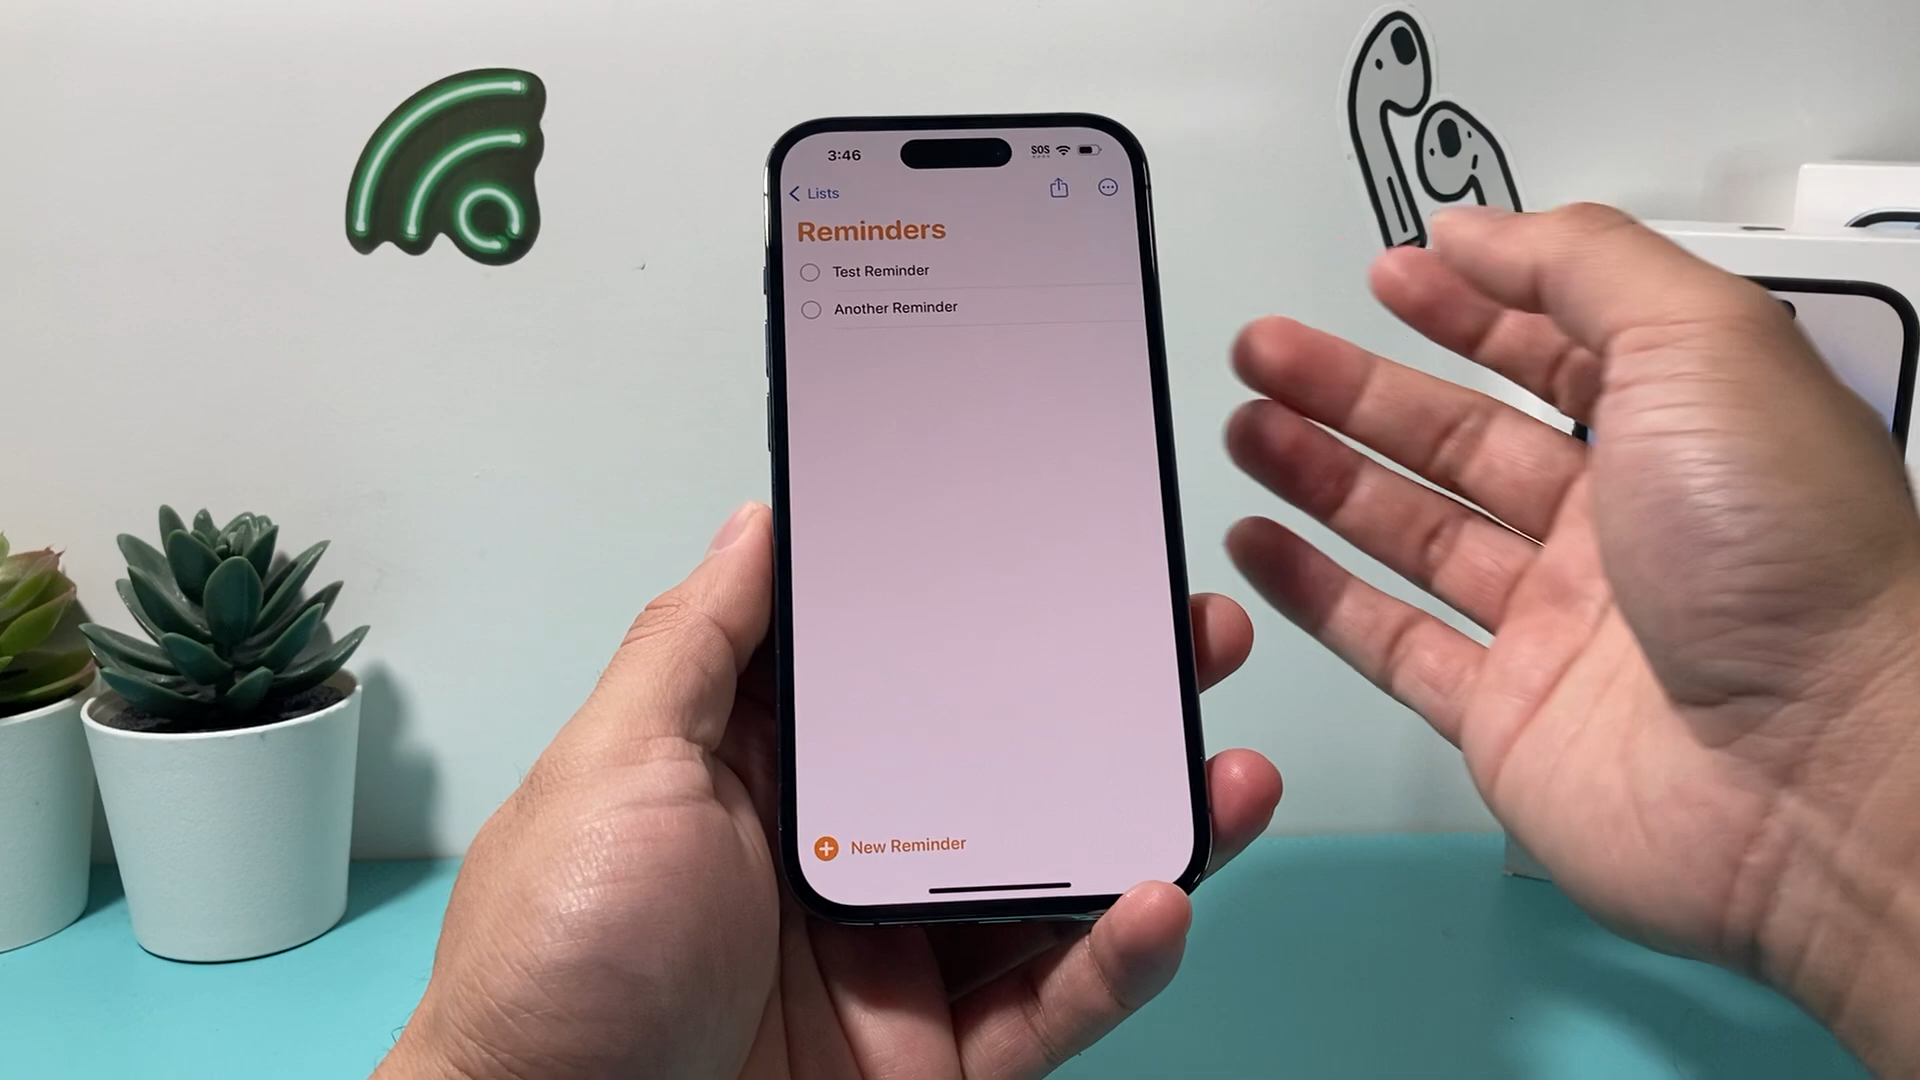 3:46
SOS
Lists
Reminders
Test Reminder
Another Reminder
New Reminder